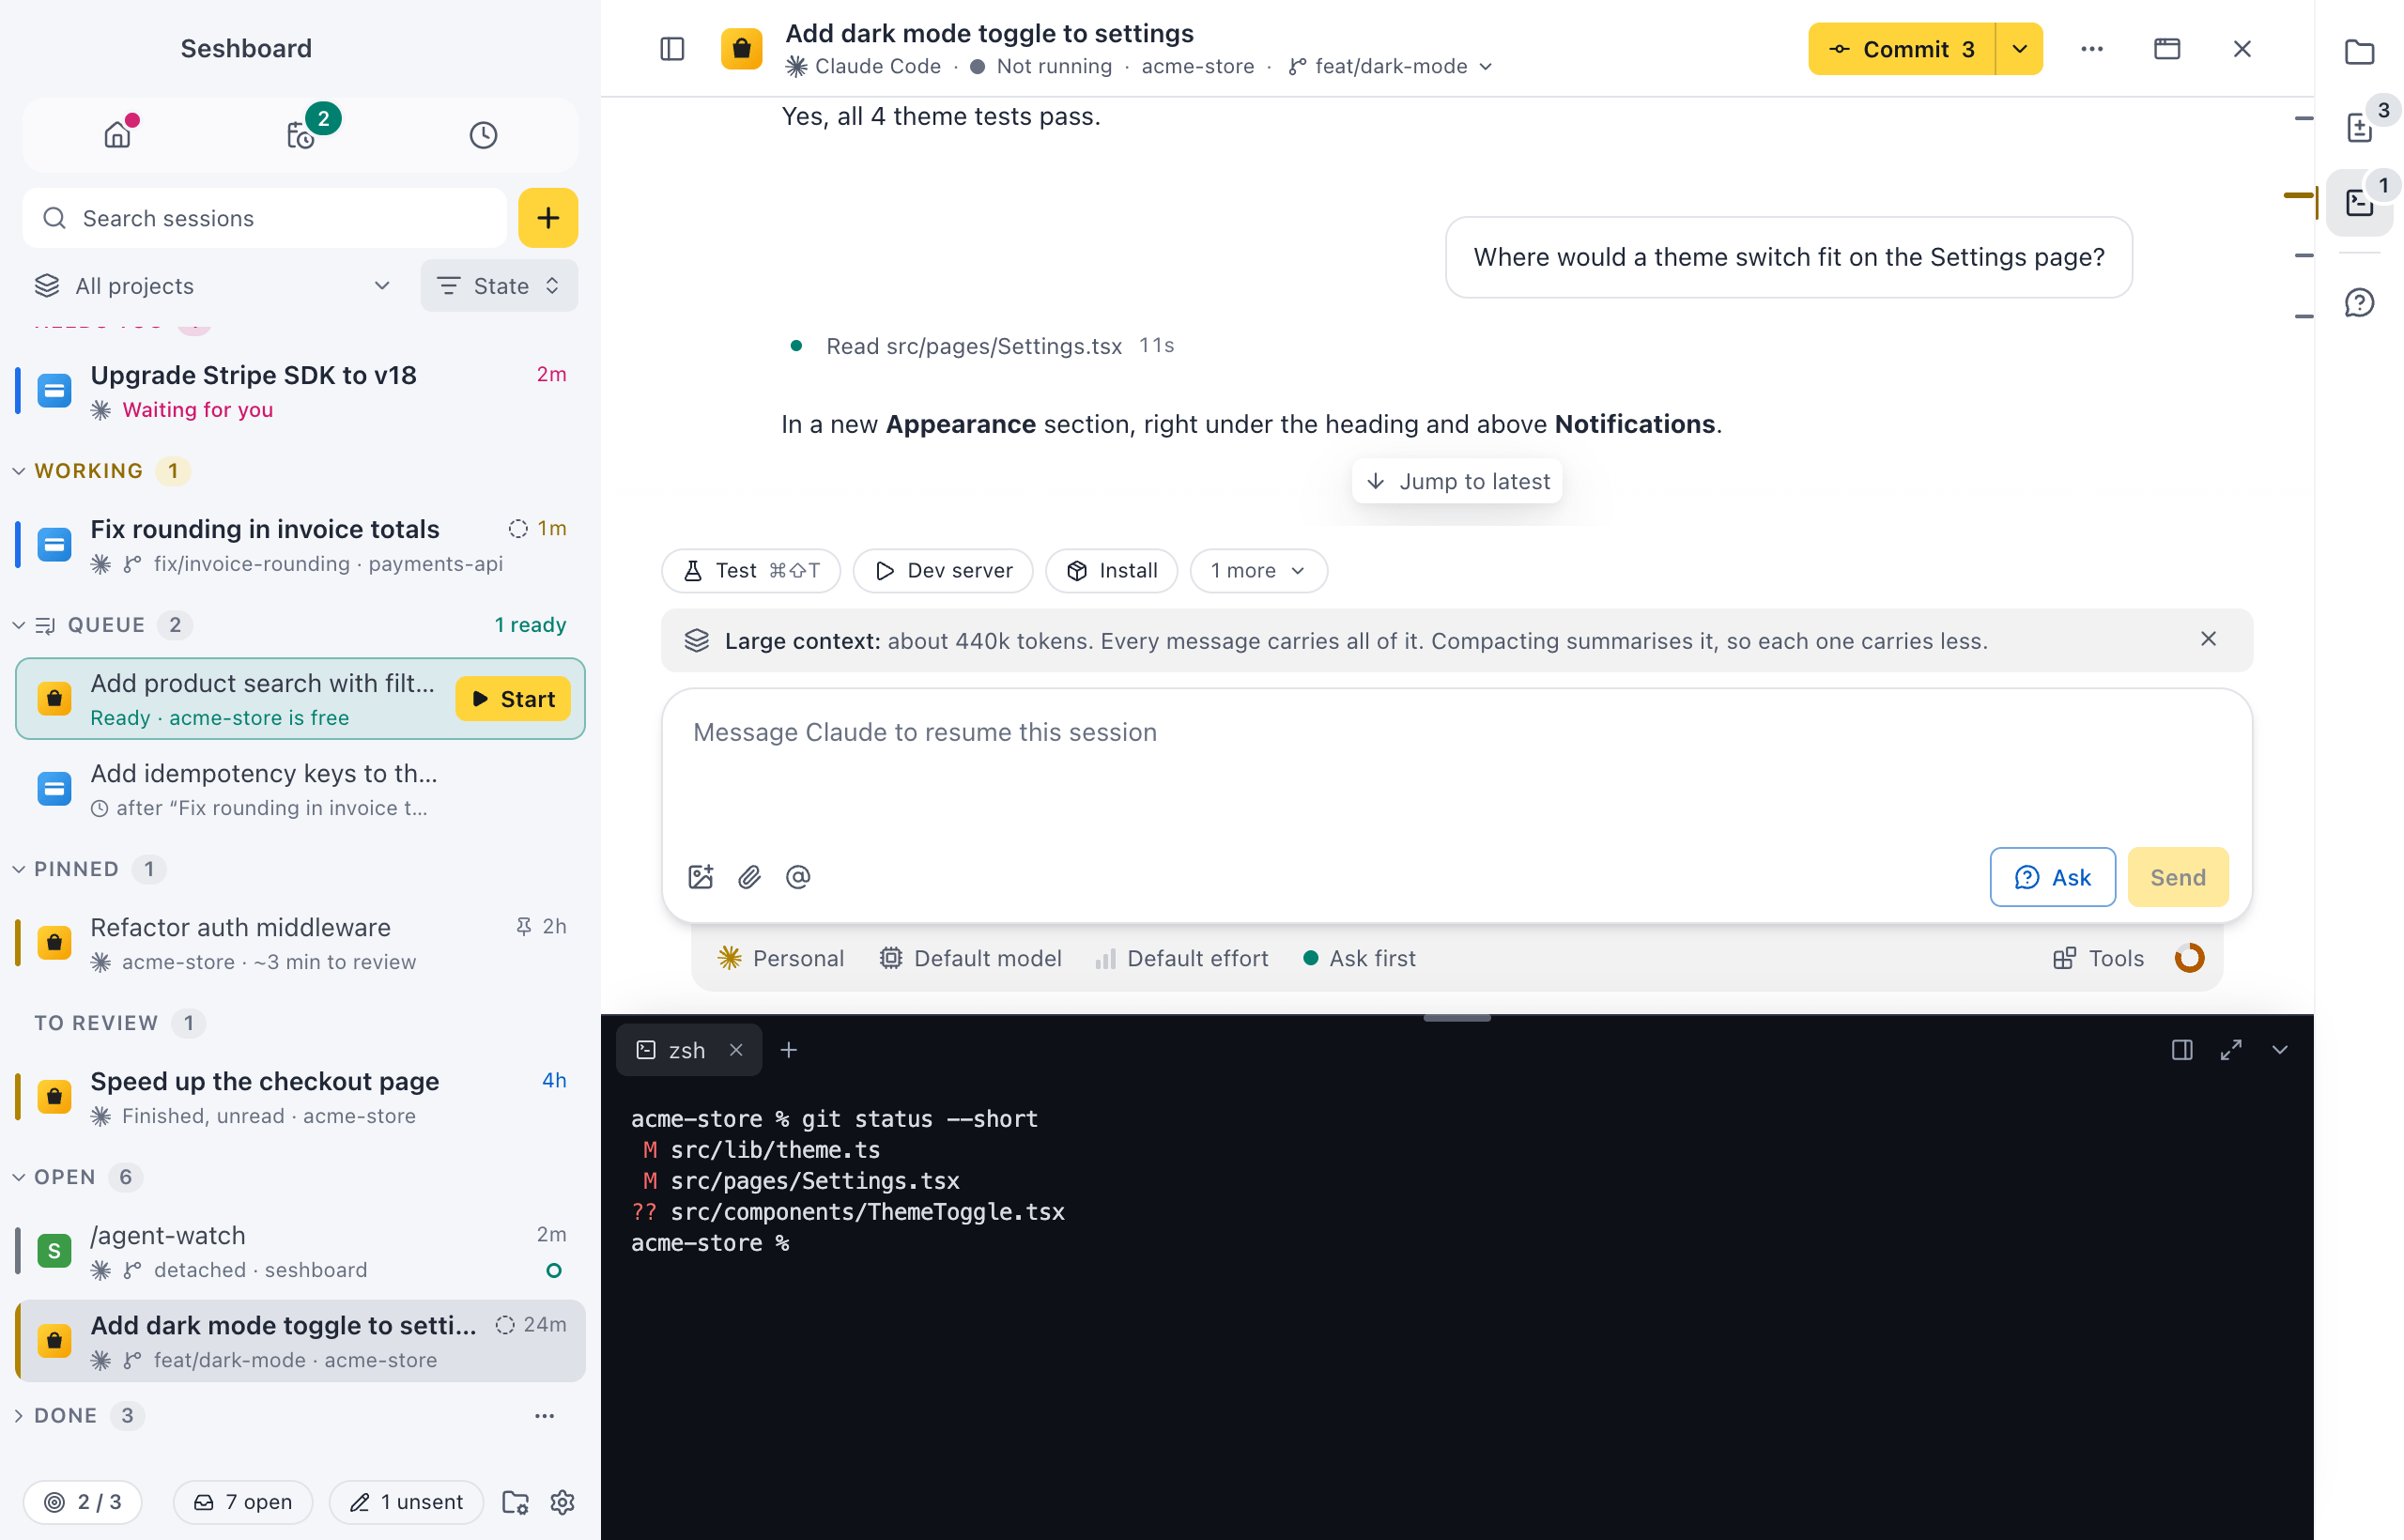 Seshboard
2
Search sessions
All projects
State
Upgrade Stripe SDK to v18
2m
Waiting for you
WORKING 1
Fix rounding in invoice totals
1m
fix/invoice-rounding · payments-api
QUEUE 2
1 ready
Add product search with filt...
Start
Ready · acme-store is free
Add idempotency keys to th...
after “Fix rounding in invoice t...
PINNED 1
Refactor auth middleware
2h
acme-store · ~3 min to review
TO REVIEW 1
Speed up the checkout page
4h
Finished, unread · acme-store
OPEN 6
S
/agent-watch
2m
detached · seshboard
Add dark mode toggle to setti...
24m
feat/dark-mode · acme-store
DONE 3
2 / 3
7 open
1 unsent
Add dark mode toggle to settings
Claude Code · Not running · acme-store · feat/dark-mode
Commit 3
Yes, all 4 theme tests pass.
Where would a theme switch fit on the Settings page?
Read src/pages/Settings.tsx 11s
In a new Appearance section, right under the heading and above Notifications.
Jump to latest
Test ⌘⇧T
Dev server
Install
1 more
Large context: about 440k tokens. Every message carries all of it. Compacting summarises it, so each one carries less.
Message Claude to resume this session
Ask
Send
Personal
Default model
Default effort
Ask first
Tools
zsh
acme-store % git status --short
M src/lib/theme.ts
M src/pages/Settings.tsx
?? src/components/ThemeToggle.tsx
acme-store %
3
1